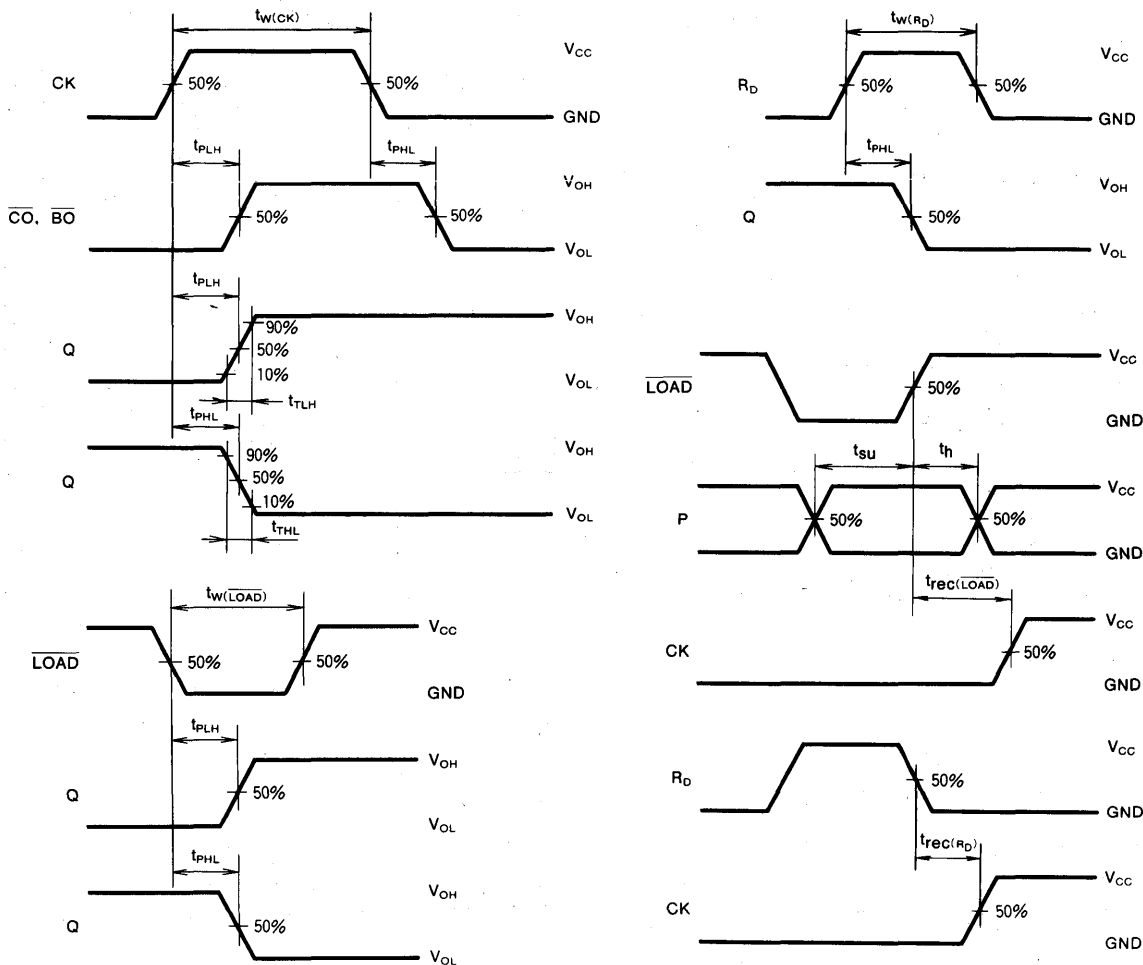 tW(CK)
VCC
CK
50%
50%
GND
tPLH
tPHL
VOH
CO, BO
50%
50%
VOL
tPLH
VOH
90%
Q
50%
10%
VOL
tTLH
tPHL
VOH
90%
Q
50%
10%
VOL
tTHL
tW(LOAD)
VCC
LOAD
50%
50%
GND
tPLH
VOH
Q
50%
VOL
tPHL
VOH
Q
50%
VOL
tW(RD)
VCC
RD
50%
50%
GND
tPHL
VOH
Q
50%
VOL
VCC
LOAD
50%
GND
tsu
th
VCC
P
50%
50%
GND
trec(LOAD)
VCC
CK
50%
GND
VCC
RD
50%
GND
trec(RD)
VCC
CK
50%
GND